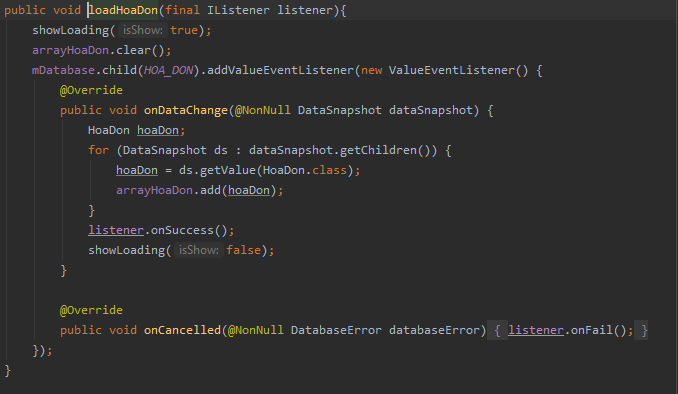 public void loadHoaDon(final IListener listener){
    showLoading( isShow: true);
    arrayHoaDon.clear();
    mDatabase.child(HOA_DON).addValueEventListener(new ValueEventListener() {
        @Override
        public void onDataChange(@NonNull DataSnapshot dataSnapshot) {
            HoaDon hoaDon;
            for (DataSnapshot ds : dataSnapshot.getChildren()) {
                hoaDon = ds.getValue(HoaDon.class);
                arrayHoaDon.add(hoaDon);
            }
            listener.onSuccess();
            showLoading( isShow: false);
        }
        @Override
        public void onCancelled(@NonNull DatabaseError databaseError) { listener.onFail(); }
    });
}